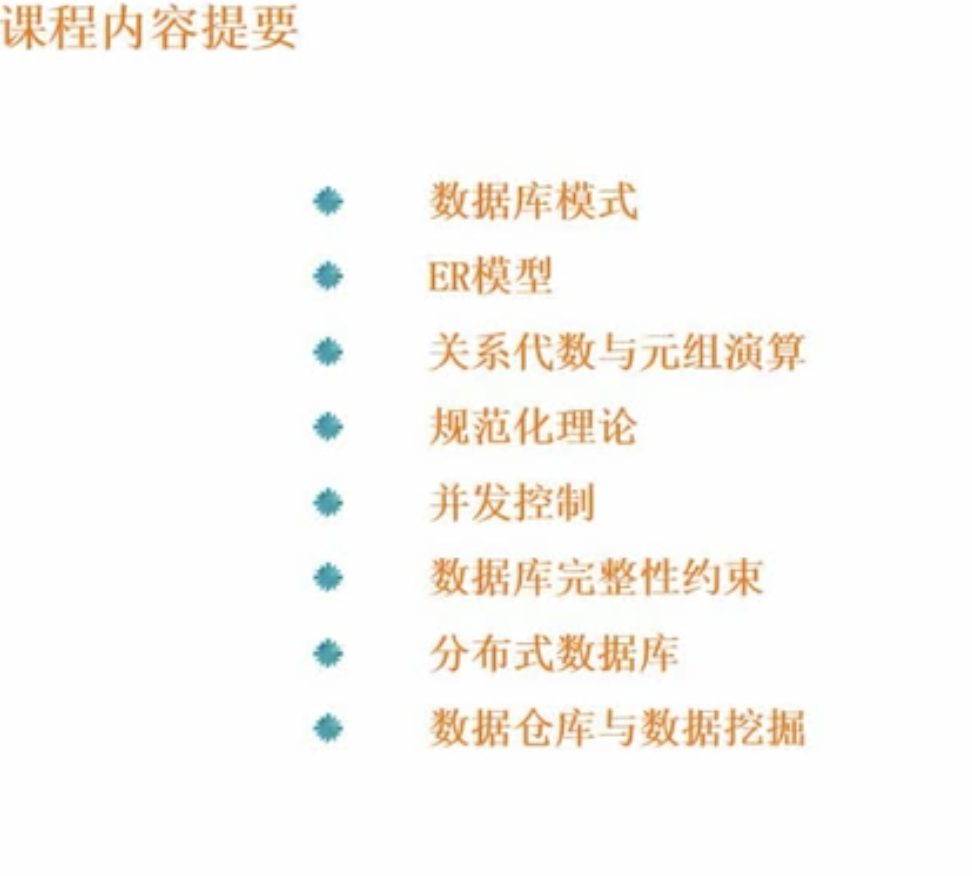 课程内容提要
数据库模式
ER模型
关系代数与元组演算
规范化理论
并发控制
数据库完整性约束
分布式数据库
数据仓库与数据挖掘